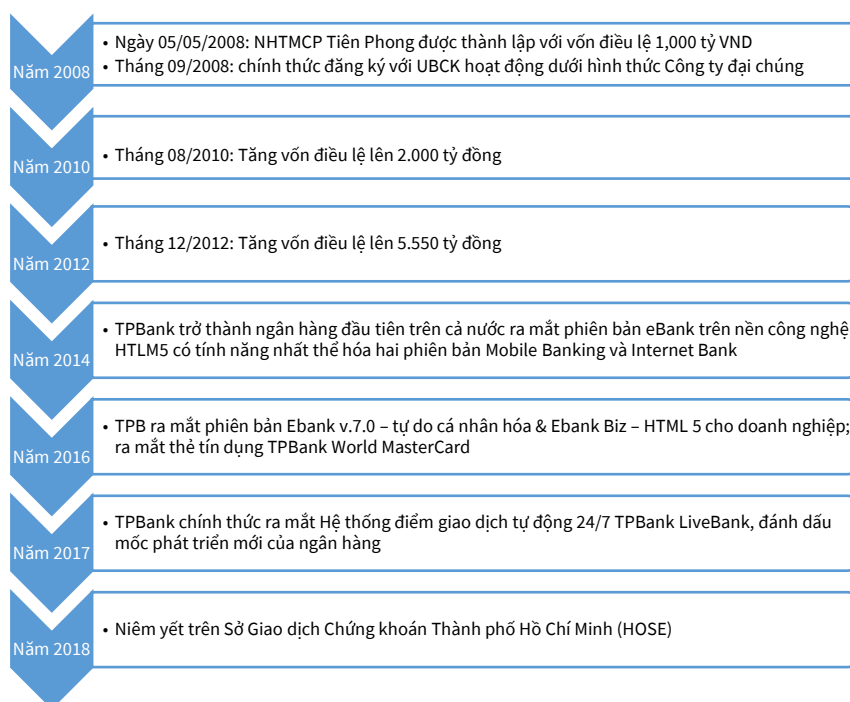 Năm 2008
• Ngày 05/05/2008: NHTMCP Tiên Phong được thành lập với vốn điều lệ 1,000 tỷ VND
• Tháng 09/2008: chính thức đăng ký với UBCK hoạt động dưới hình thức Công ty đại chúng
Năm 2010
• Tháng 08/2010: Tăng vốn điều lệ lên 2.000 tỷ đồng
Năm 2012
• Tháng 12/2012: Tăng vốn điều lệ lên 5.550 tỷ đồng
Năm 2014
• TPBank trở thành ngân hàng đầu tiên trên cả nước ra mắt phiên bản eBank trên nền công nghệ
HTLM5 có tính năng nhất thể hóa hai phiên bản Mobile Banking và Internet Bank
Năm 2016
• TPB ra mắt phiên bản Ebank v.7.0 – tự do cá nhân hóa & Ebank Biz – HTML 5 cho doanh nghiệp;
ra mắt thẻ tín dụng TPBank World MasterCard
Năm 2017
• TPBank chính thức ra mắt Hệ thống điểm giao dịch tự động 24/7 TPBank LiveBank, đánh dấu
mốc phát triển mới của ngân hàng
Năm 2018
• Niêm yết trên Sở Giao dịch Chứng khoán Thành phố Hồ Chí Minh (HOSE)